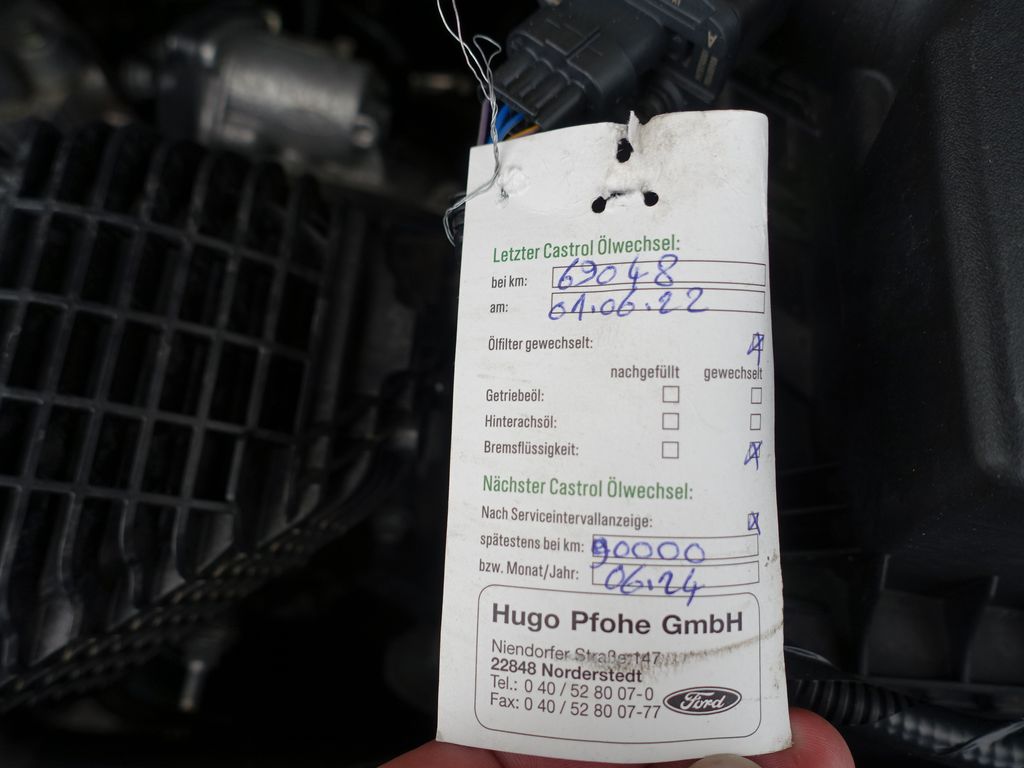 Letzter Castrol Ölwechsel:
bei km: 69048
am: 01.06.22
Ölfilter gewechselt:
nachgefüllt gewechselt
Getriebeöl:
Hinterachsöl:
Bremsflüssigkeit:
Nächster Castrol Ölwechsel:
Nach Serviceintervallanzeige:
spätestens bei km: 90000
bzw. Monat/Jahr: 06.24
Hugo Pfohe GmbH
Niendorfer Straße 147
22848 Norderstedt
Tel.: 0 40 / 52 80 07-0
Fax: 0 40 / 52 80 07-77
Ford